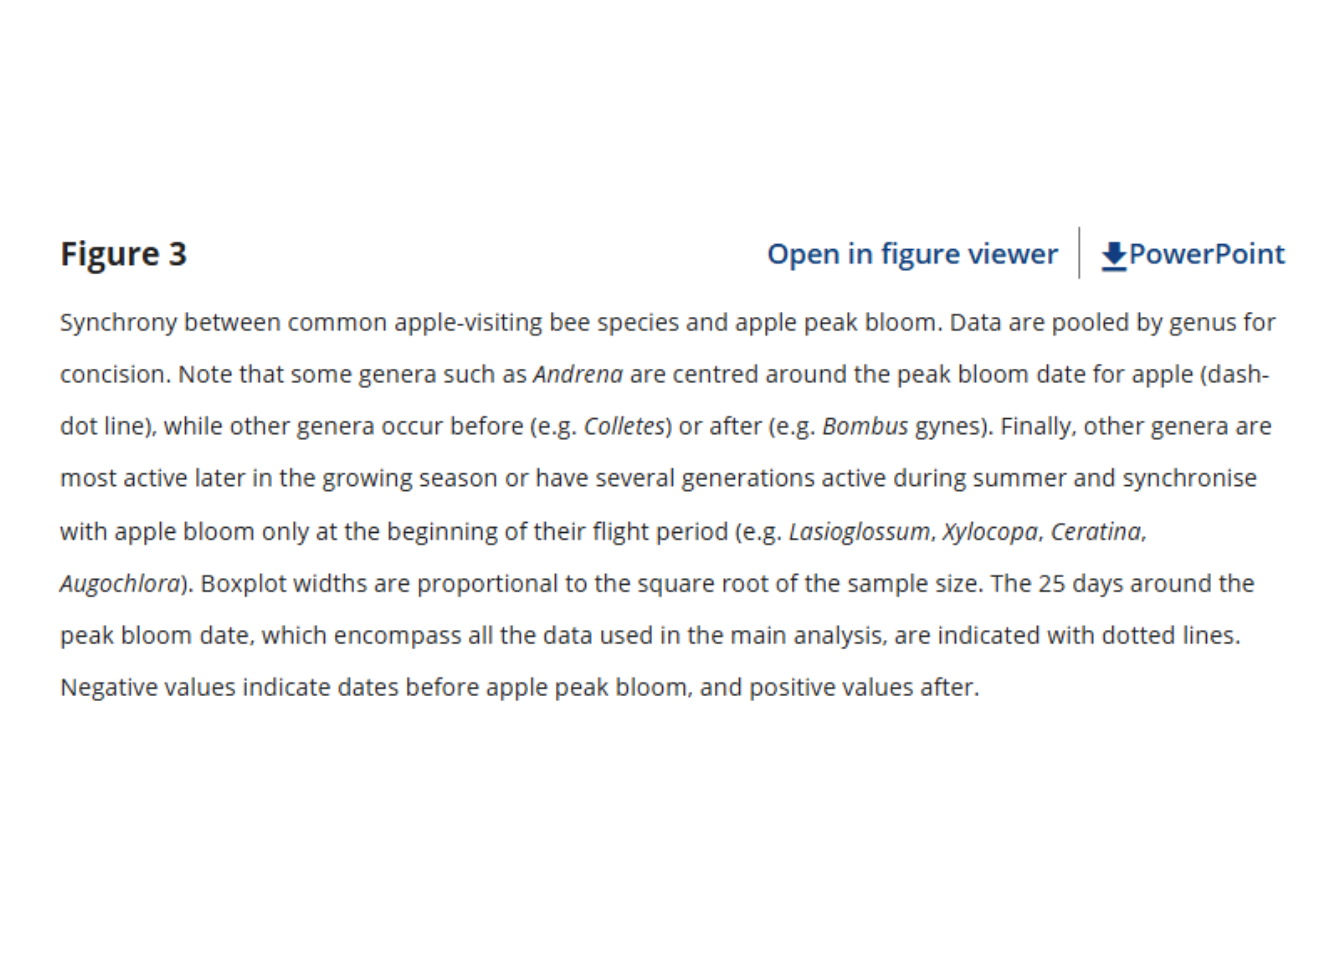 Figure 3
Open in figure viewer
PowerPoint
Synchrony between common apple-visiting bee species and apple peak bloom. Data are pooled by genus for
concision. Note that some genera such as Andrena are centred around the peak bloom date for apple (dash-
dot line), while other genera occur before (e.g. Colletes) or after (e.g. Bombus gynes). Finally, other genera are
most active later in the growing season or have several generations active during summer and synchronise
with apple bloom only at the beginning of their flight period (e.g. Lasioglossum, Xylocopa, Ceratina,
Augochlora). Boxplot widths are proportional to the square root of the sample size. The 25 days around the
peak bloom date, which encompass all the data used in the main analysis, are indicated with dotted lines.
Negative values indicate dates before apple peak bloom, and positive values after.